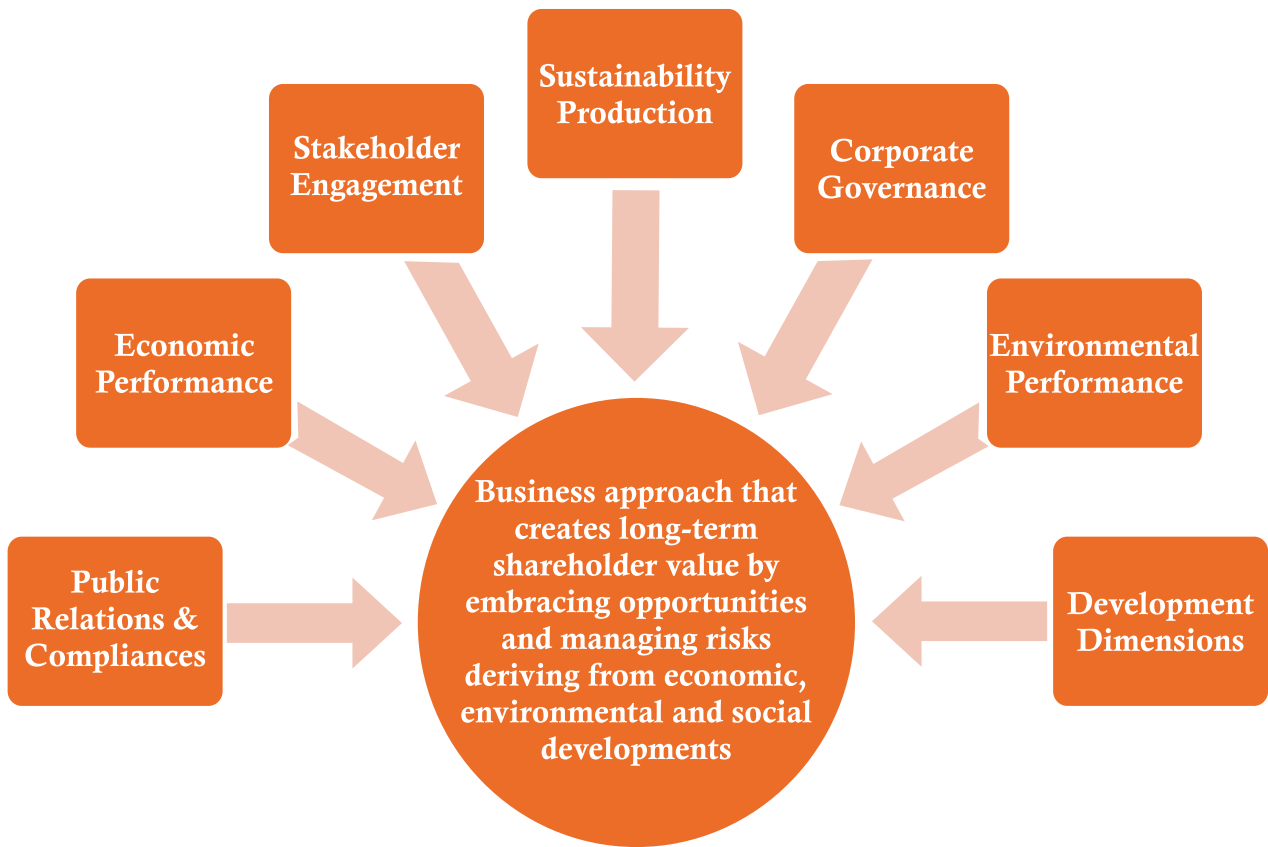 Sustainability
Production
Stakeholder
Engagement
Corporate
Governance
Economic
Performance
Environmental
Performance
Public
Relations &
Compliances
Development
Dimensions
Business approach that
creates long-term
shareholder value by
embracing opportunities
and managing risks
deriving from economic,
environmental and social
developments